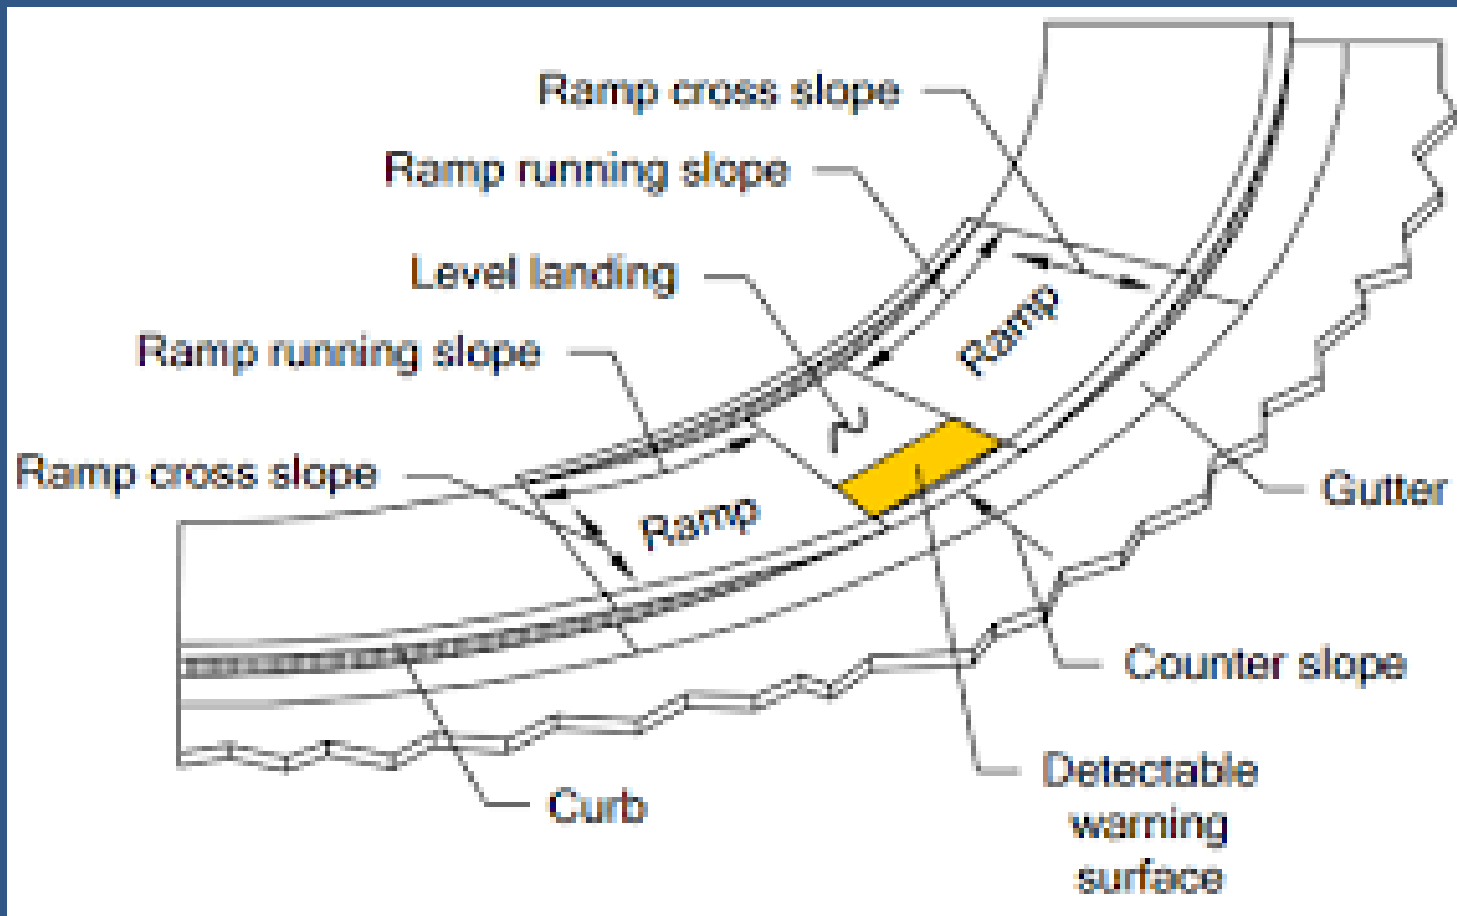 Ramp cross slope
Ramp running slope
Level landing
Ramp
Ramp running slope
Ramp cross slope
Ramp
Gutter
Counter slope
Detectable
warning
surface
Curb